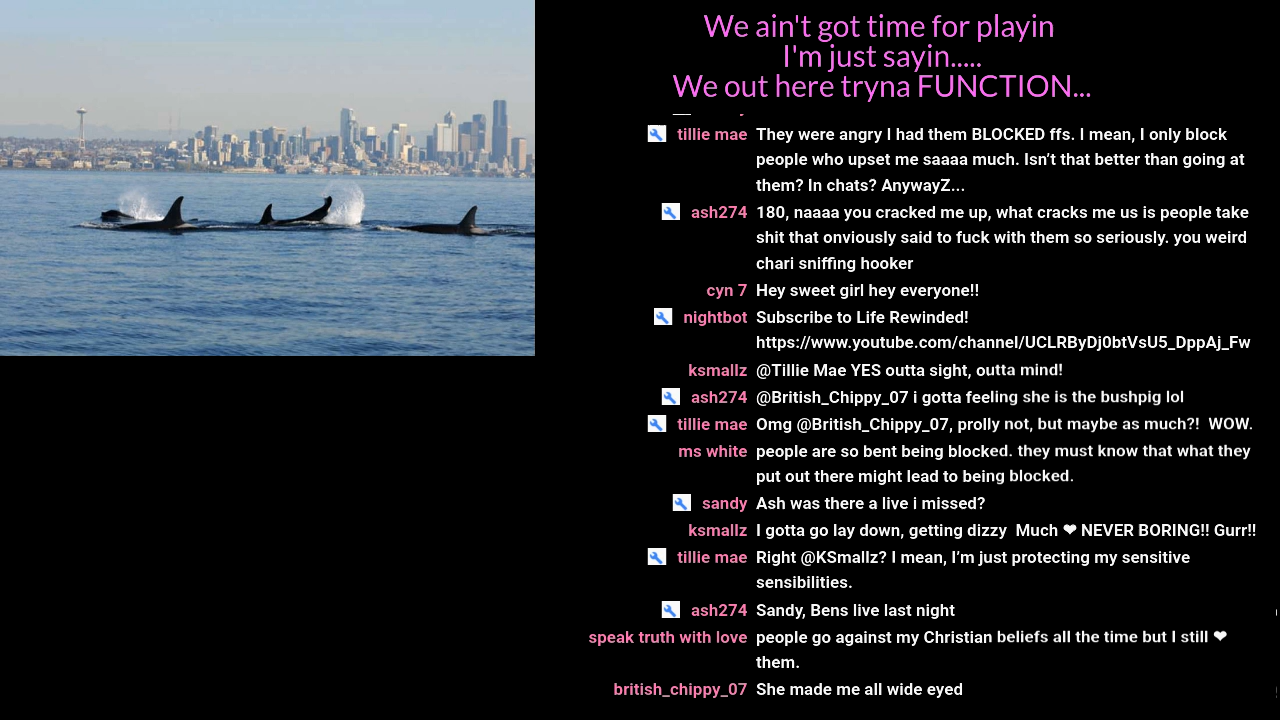 We ain't got time for playin
I'm just sayin.....
We out here tryna FUNCTION...
tillie mae They were angry I had them BLOCKED ffs. I mean, I only block
people who upset me saaaa much. Isn’t that better than going at
them? In chats? AnywayZ...
ash274 180, naaaa you cracked me up, what cracks me us is people take
shit that onviously said to fuck with them so seriously. you weird
chari sniffing hooker
cyn 7 Hey sweet girl hey everyone!!
nightbot Subscribe to Life Rewinded!
https://www.youtube.com/channel/UCLRByDj0btVsU5_DppAj_Fw
ksmallz @Tillie Mae YES outta sight, outta mind!
ash274 @British_Chippy_07 i gotta feeling she is the bushpig lol
tillie mae Omg @British_Chippy_07, prolly not, but maybe as much?! WOW.
ms white people are so bent being blocked. they must know that what they
put out there might lead to being blocked.
sandy Ash was there a live i missed?
ksmallz I gotta go lay down, getting dizzy Much ❤ NEVER BORING!! Gurr!!
tillie mae Right @KSmallz? I mean, I’m just protecting my sensitive
sensibilities.
ash274 Sandy, Bens live last night
speak truth with love people go against my Christian beliefs all the time but I still ❤
them.
british_chippy_07 She made me all wide eyed